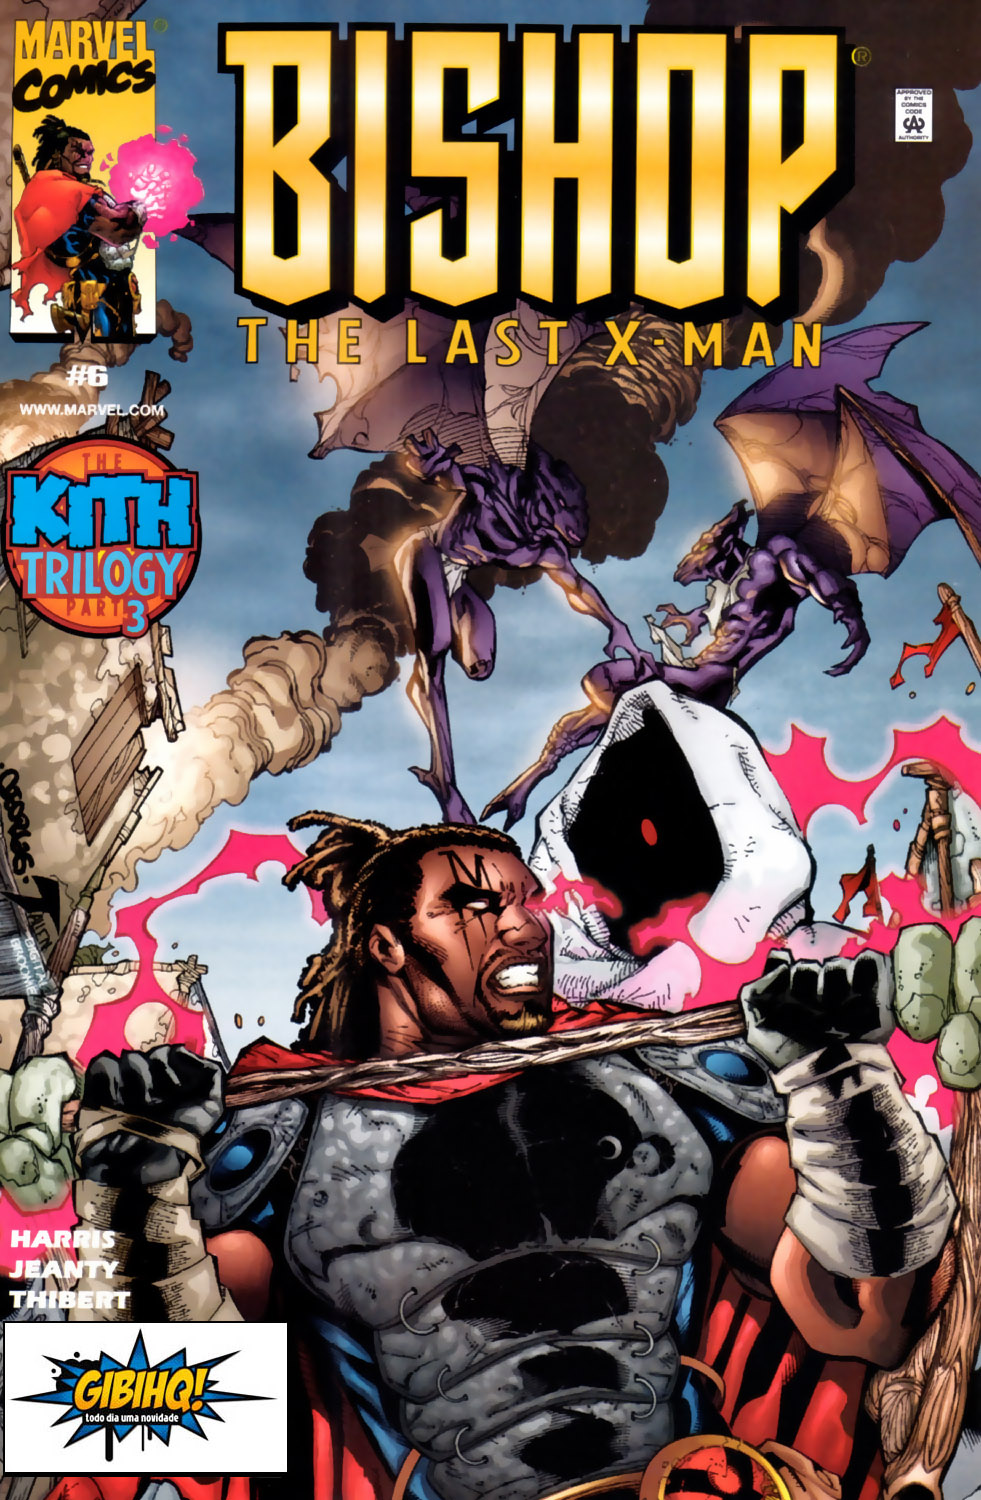 MARVEL®
COMICS
BISHOP®
THE LAST X-MAN
APPROVED
BY THE
COMICS
CODE
AUTHORITY
#6
WWW.MARVEL.COM
THE
KITH
TRILOGY
PART
3
M
HARRIS
JEANTY
THIBERT
GIBIHQ!
todo dia uma novidade